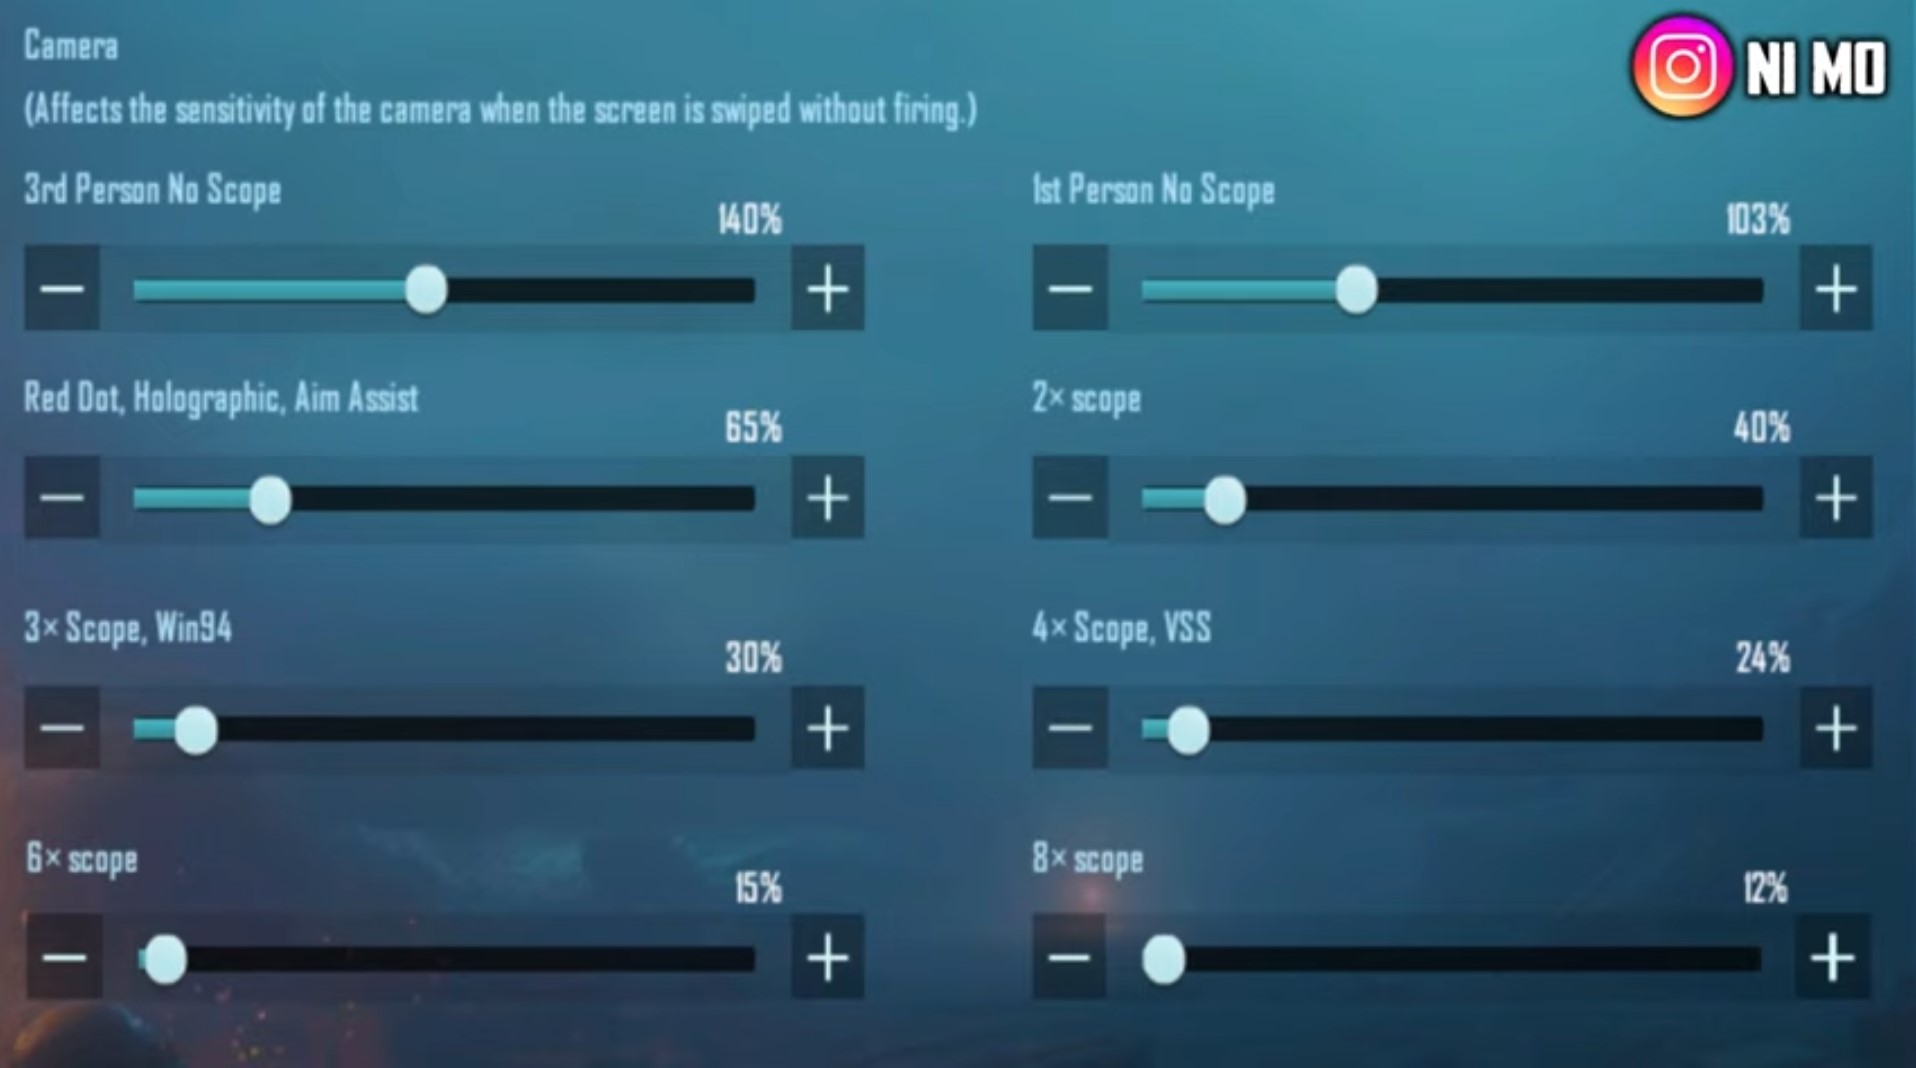 Camera
NI MO
(Affects the sensitivity of the camera when the screen is swiped without firing.)
3rd Person No Scope
140%
1st Person No Scope
103%
Red Dot, Holographic, Aim Assist
65%
2× scope
40%
3× Scope, Win94
30%
4× Scope, VSS
24%
6× scope
15%
8× scope
12%